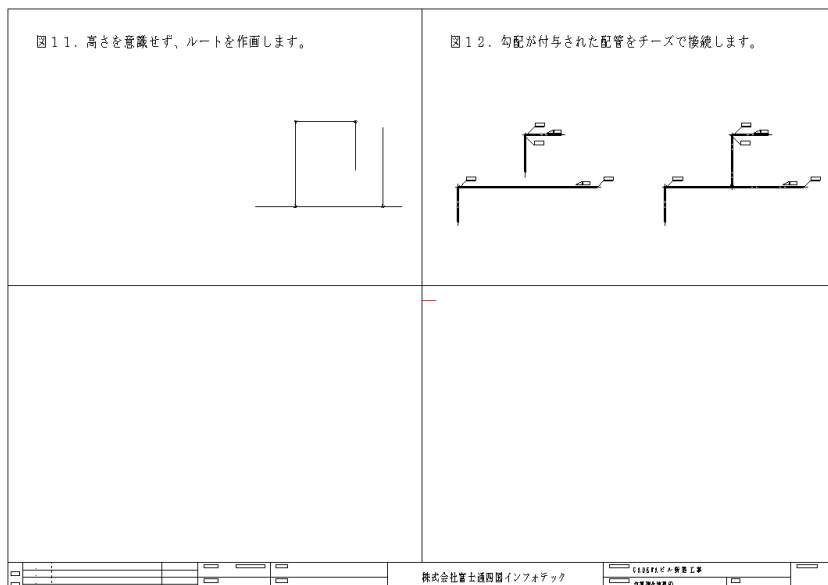 図11．高さを意識せず、ルートを作画します。
図12．勾配が付与された配管をチーズで接続します。
株式会社富士通四国インフォテック
CADEWAビル新築工事